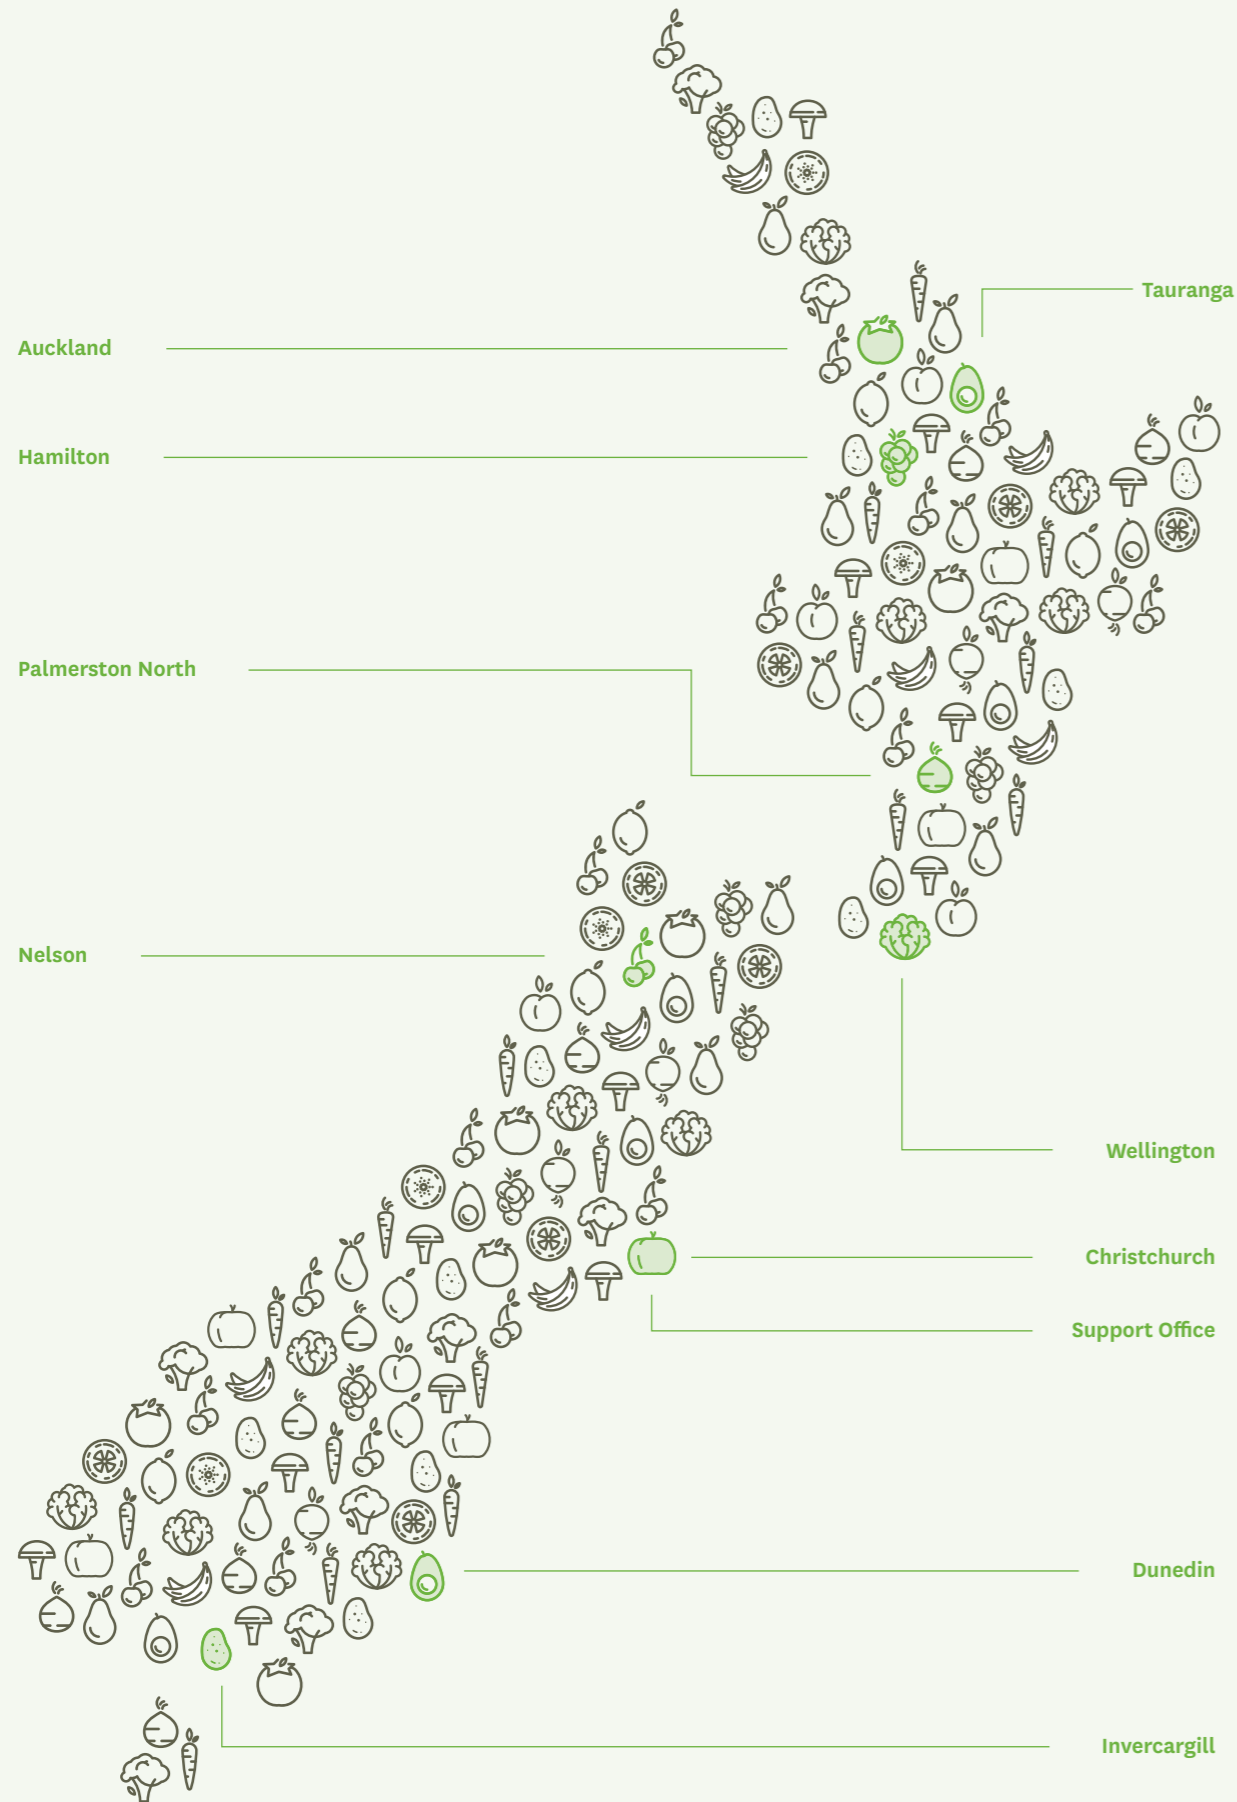 Tauranga
Auckland
Hamilton
Palmerston North
Nelson
Wellington
Christchurch
Support Office
Dunedin
Invercargill